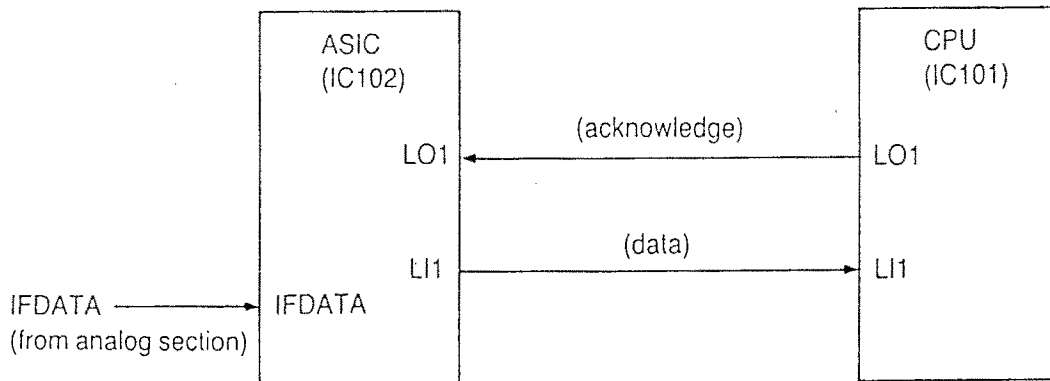 ASIC
(IC102)
CPU
(IC101)
(acknowledge)
LO1
LO1
(data)
LI1
LI1
IFDATA
IFDATA
(from analog section)